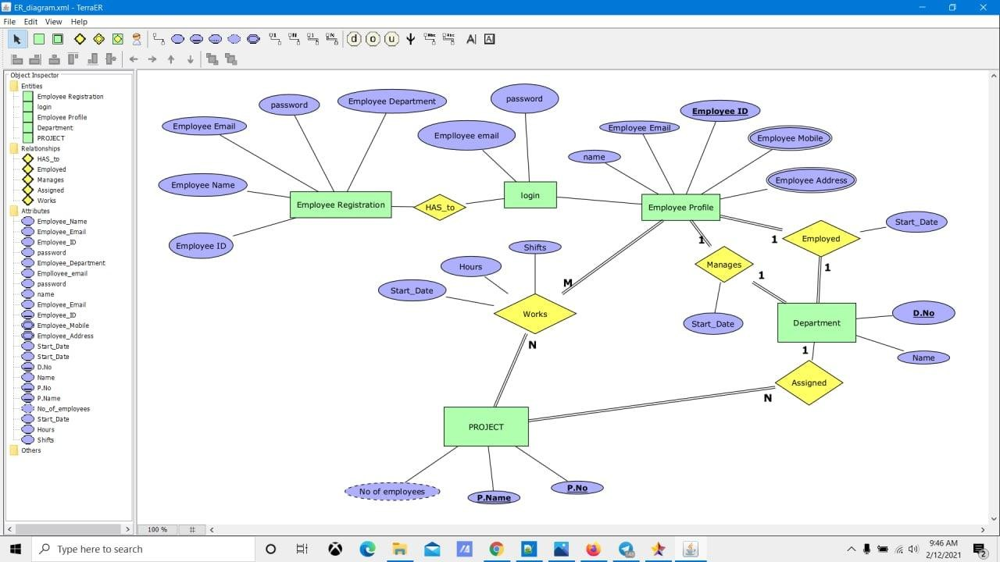 ER_diagram.xml - TerraER
File Edit View Help
Object Inspector
Entities
Employee Registration
login
Employee Profile
Department
PROJECT
Relationships
HAS_to
Employed
Manages
Assigned
Works
Attributes
Employee_Name
Employee_Email
Employee_ID
password
Employee_Department
Emplloyee_email
password
name
Employee_Email
Employee_ID
Employee_Mobile
Employee_Address
Start_Date
Start_Date
D.No
Name
P.No
P.Name
No_of_employees
Start_Date
Hours
Shifts
Others
password
Employee Department
password
Employee Email
Emplloyee email
Employee Email
Employee ID
Employee Mobile
name
Employee Name
Employee Address
Employee Registration
HAS_to
login
Employee Profile
Employee ID
Start_Date
1
1
Employed
Shifts
Hours
Manages
1
1
M
Start_Date
Works
Start_Date
Department
D.No
N
1
Name
Assigned
N
PROJECT
No of employees
P.Name
P.No
100 %
Type here to search
148
9:46 AM
2/12/2021
2